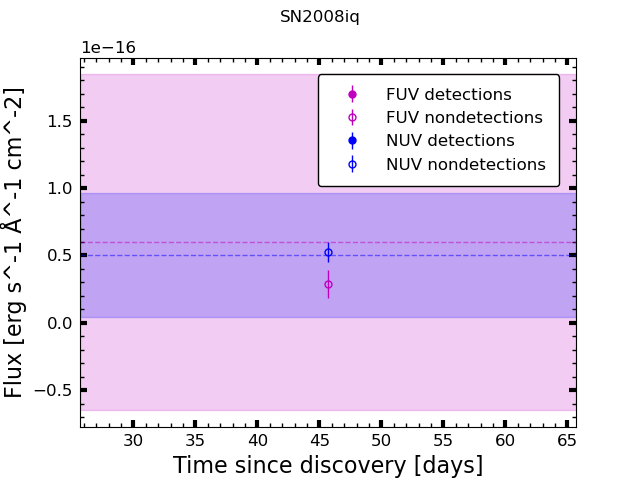 SN2008iq
1e−16
FUV detections
FUV nondetections
NUV detections
NUV nondetections
1.5
1.0
0.5
0.0
−0.5
Flux [erg s^-1 Å^-1 cm^-2]
30 35 40 45 50 55 60 65
Time since discovery [days]